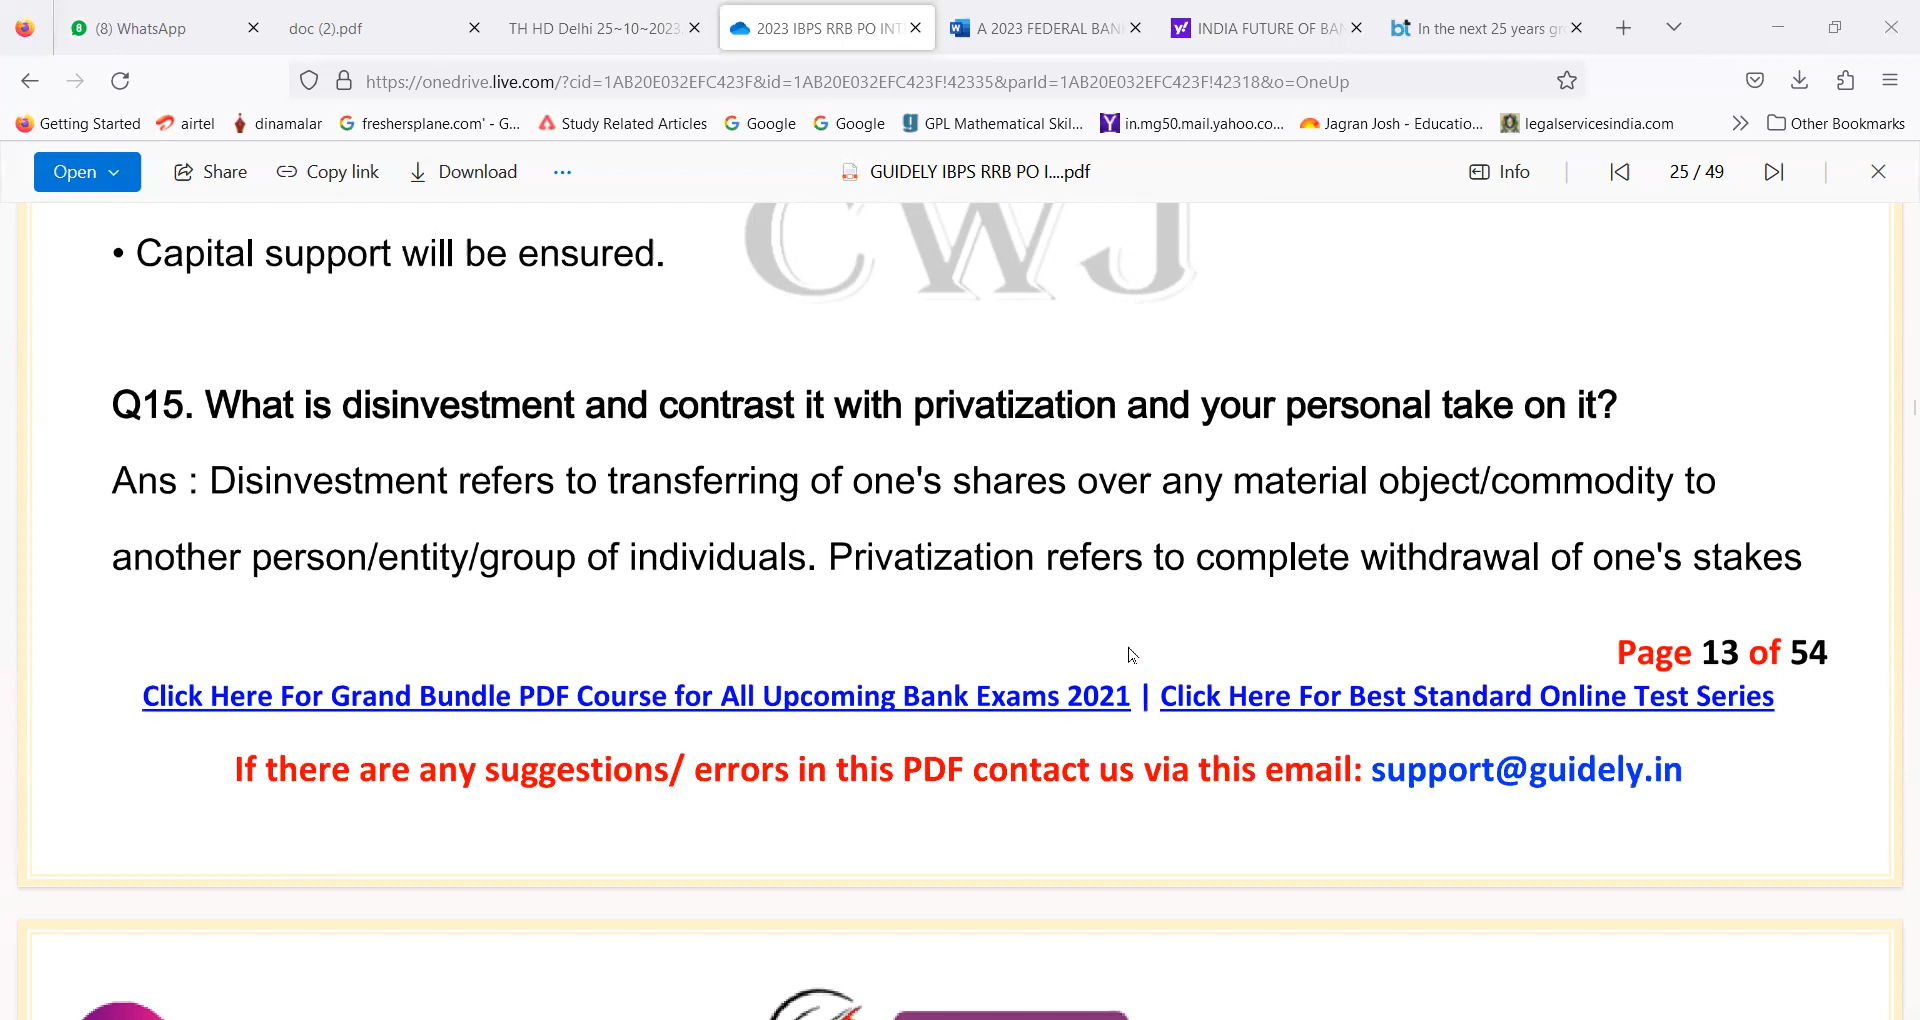 (8) WhatsApp
doc (2).pdf
TH HD Delhi 25~10~2023.
2023 IBPS RRB PO INT
A 2023 FEDERAL BAN
INDIA FUTURE OF BA
In the next 25 years gr
https://onedrive.live.com/?cid=1AB20E032EFC423F&id=1AB20E032EFC423F!42335&parId=1AB20E032EFC423F!42318&o=OneUp
Getting Started airtel dinamalar freshersplane.com' - G... Study Related Articles Google Google GPL Mathematical Skil... in.mg50.mail.yahoo.co... Jagran Josh - Educatio... legalservicesindia.com Other Bookmarks
Open Share Copy link Download ... GUIDELY IBPS RRB PO I....pdf Info 25 / 49
CWJ
• Capital support will be ensured.
Q15. What is disinvestment and contrast it with privatization and your personal take on it?
Ans : Disinvestment refers to transferring of one's shares over any material object/commodity to
another person/entity/group of individuals. Privatization refers to complete withdrawal of one's stakes
Page 13 of 54
Click Here For Grand Bundle PDF Course for All Upcoming Bank Exams 2021 | Click Here For Best Standard Online Test Series
If there are any suggestions/ errors in this PDF contact us via this email: support@guidely.in